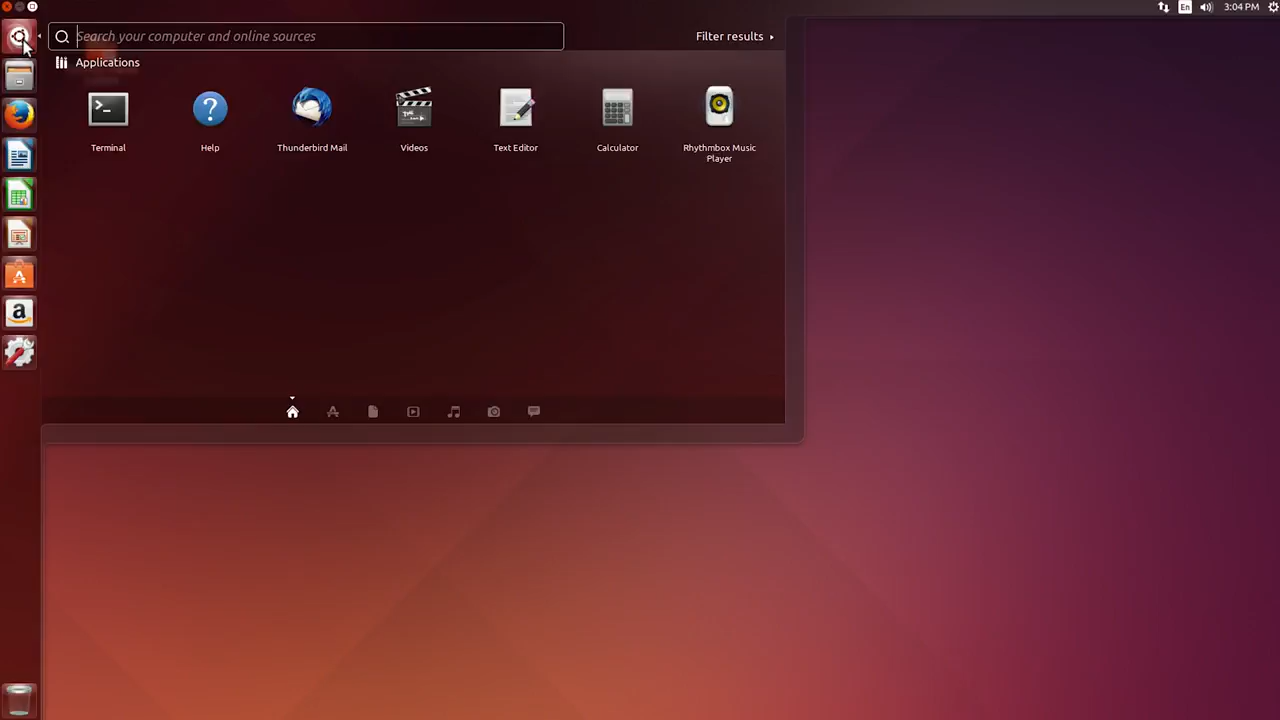 En
3:04 PM
Search your computer and online sources
Filter results
Applications
Terminal
Help
Thunderbird Mail
Videos
Text Editor
Calculator
Rhythmbox Music
Player